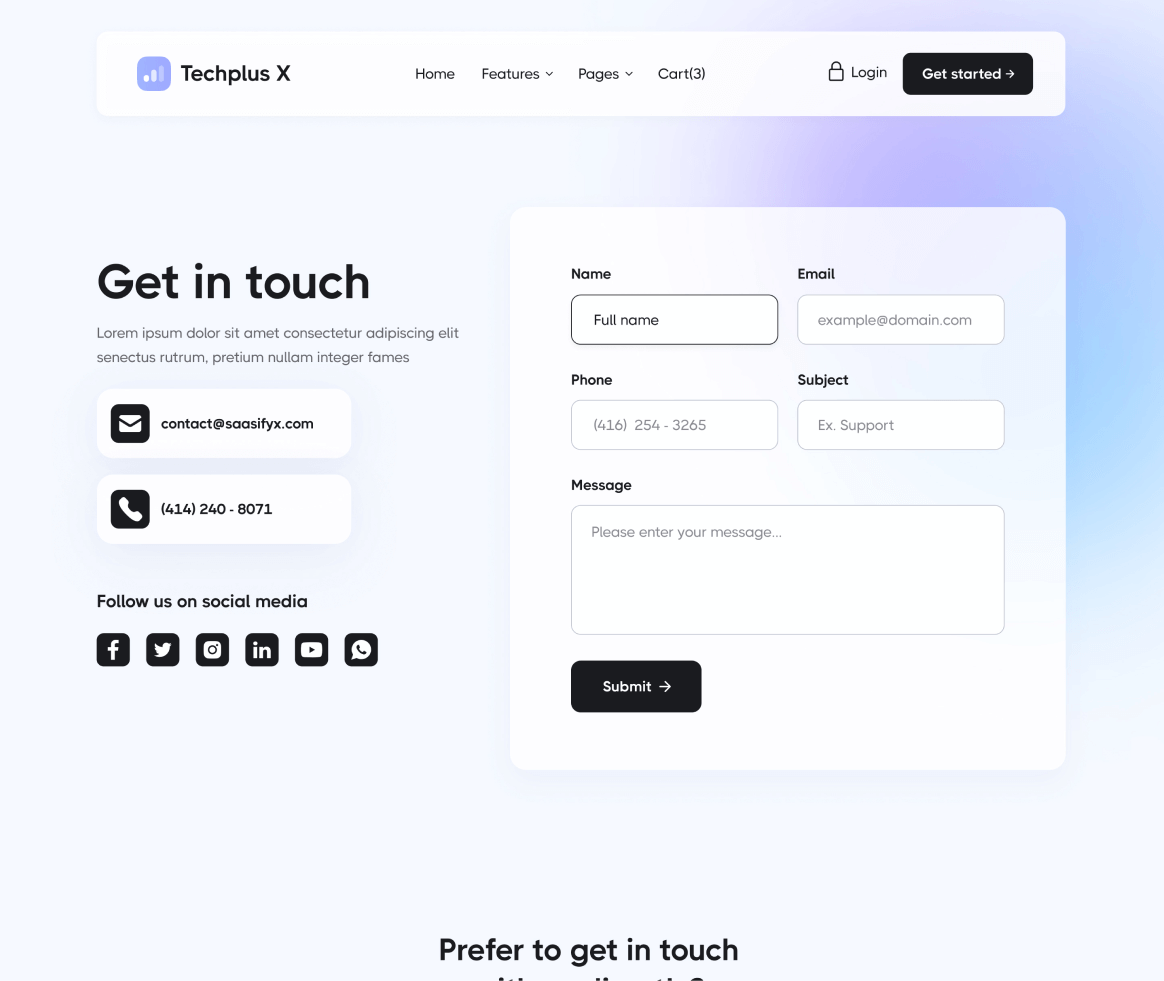 Techplus X
Home
Features
Pages
Cart(3)
Login
Get started →
Get in touch
Lorem ipsum dolor sit amet consectetur adipiscing elit
senectus rutrum, pretium nullam integer fames
contact@saasifyx.com
(414) 240 - 8071
Follow us on social media
Name
Full name
Email
example@domain.com
Phone
(416) 254 - 3265
Subject
Ex. Support
Message
Please enter your message...
Submit →
Prefer to get in touch